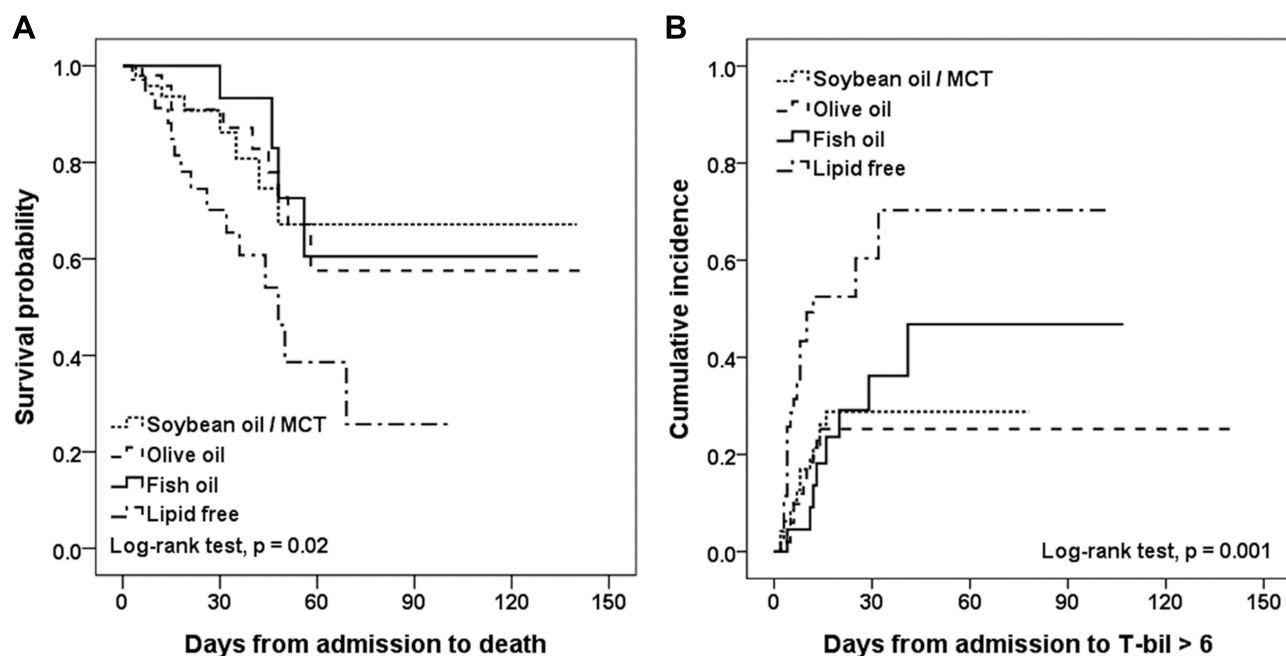 A
Survival probability
1.0
0.8
0.6
0.4
0.2
0.0
Soybean oil / MCT
Olive oil
Fish oil
Lipid free
Log-rank test, p = 0.02
0 30 60 90 120 150
Days from admission to death
B
Cumulative incidence
1.0
0.8
0.6
0.4
0.2
0.0
Soybean oil / MCT
Olive oil
Fish oil
Lipid free
Log-rank test, p = 0.001
0 30 60 90 120 150
Days from admission to T-bil > 6